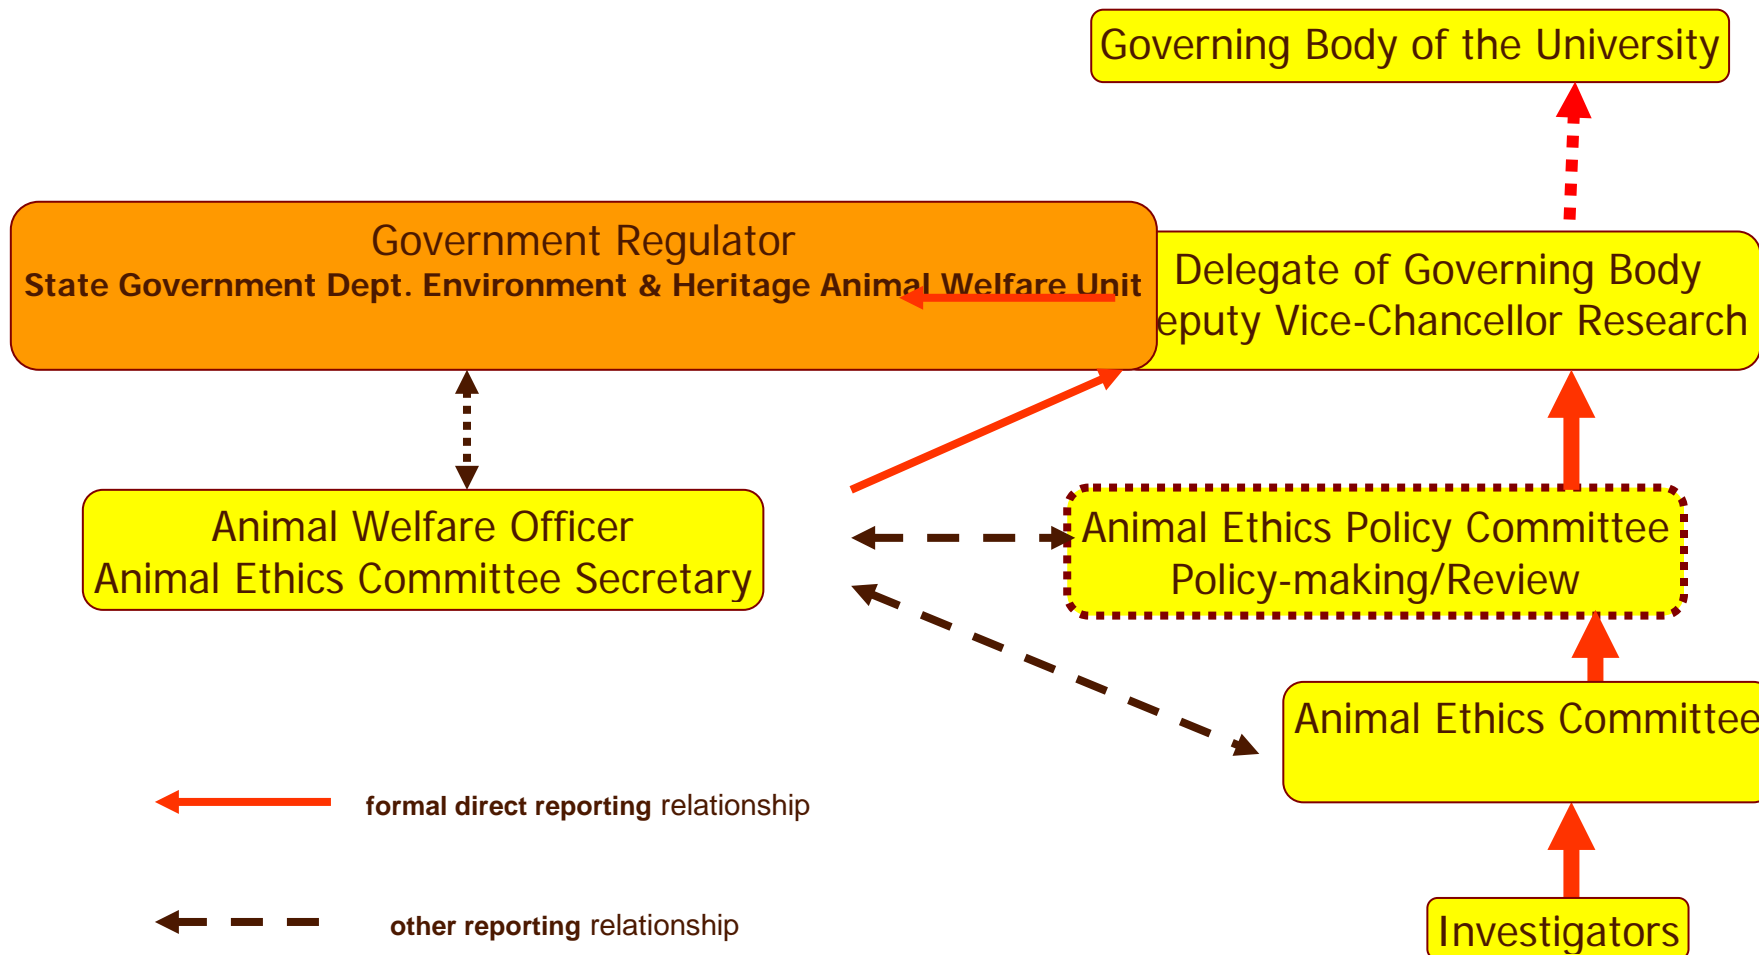 Governing Body of the University
Government Regulator
State Government Dept. Environment & Heritage Animal Welfare Unit
Delegate of Governing Body
eputy Vice-Chancellor Research
Animal Welfare Officer
Animal Ethics Committee Secretary
Animal Ethics Policy Committee
Policy-making/Review
Animal Ethics Committee
formal direct reporting relationship
other reporting relationship
Investigators